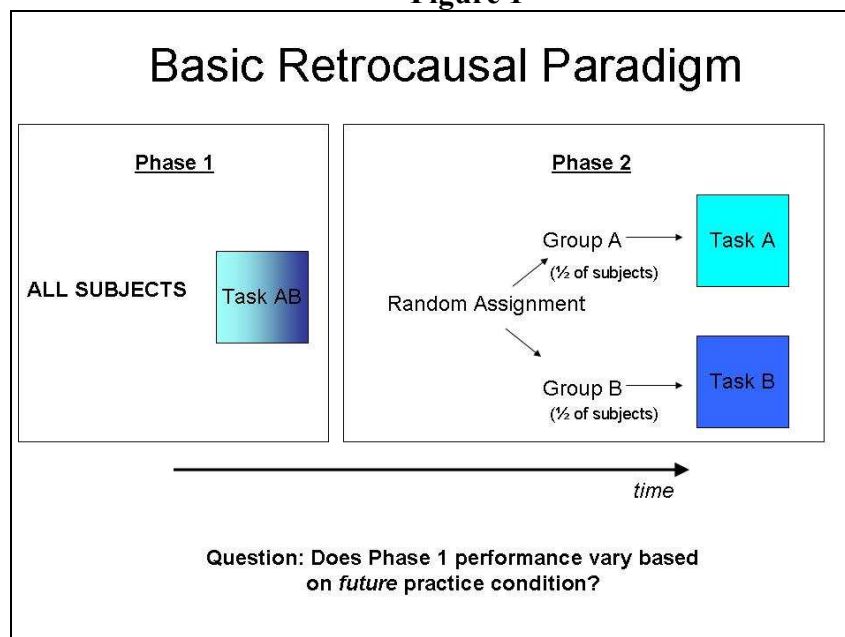 Figure 1
Basic Retrocausal Paradigm
Phase 1
ALL SUBJECTS
Task AB
Phase 2
Random Assignment
Group A
(½ of subjects)
Task A
Group B
(½ of subjects)
Task B
time
Question: Does Phase 1 performance vary based
on future practice condition?